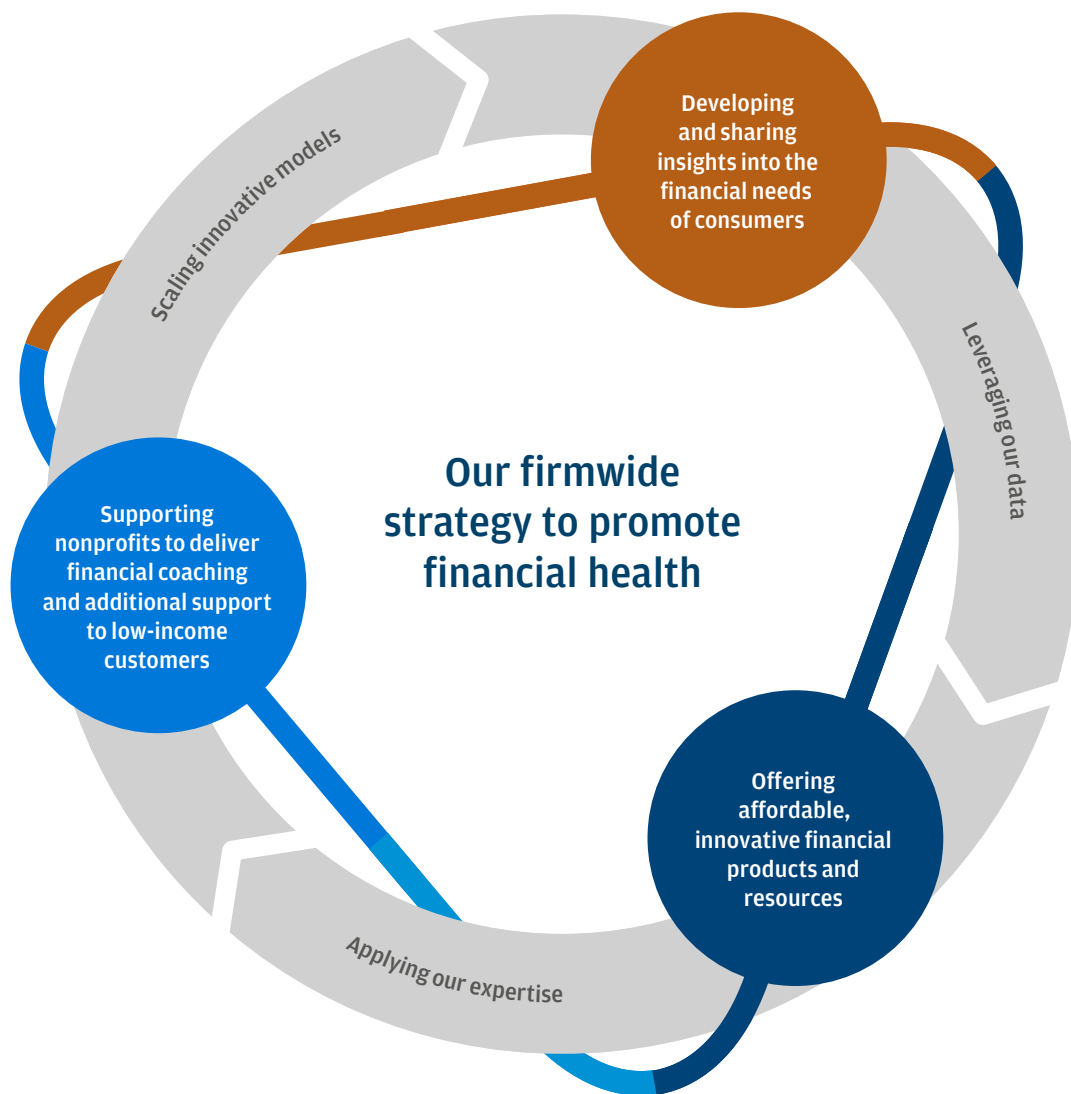 Developing
and sharing
insights into the
financial needs
of consumers
Scaling innovative models
Leveraging our data
Our firmwide
strategy to promote
financial health
Supporting
nonprofits to deliver
financial coaching
and additional support
to low-income
customers
Offering
affordable,
innovative financial
products and
resources
Applying our expertise